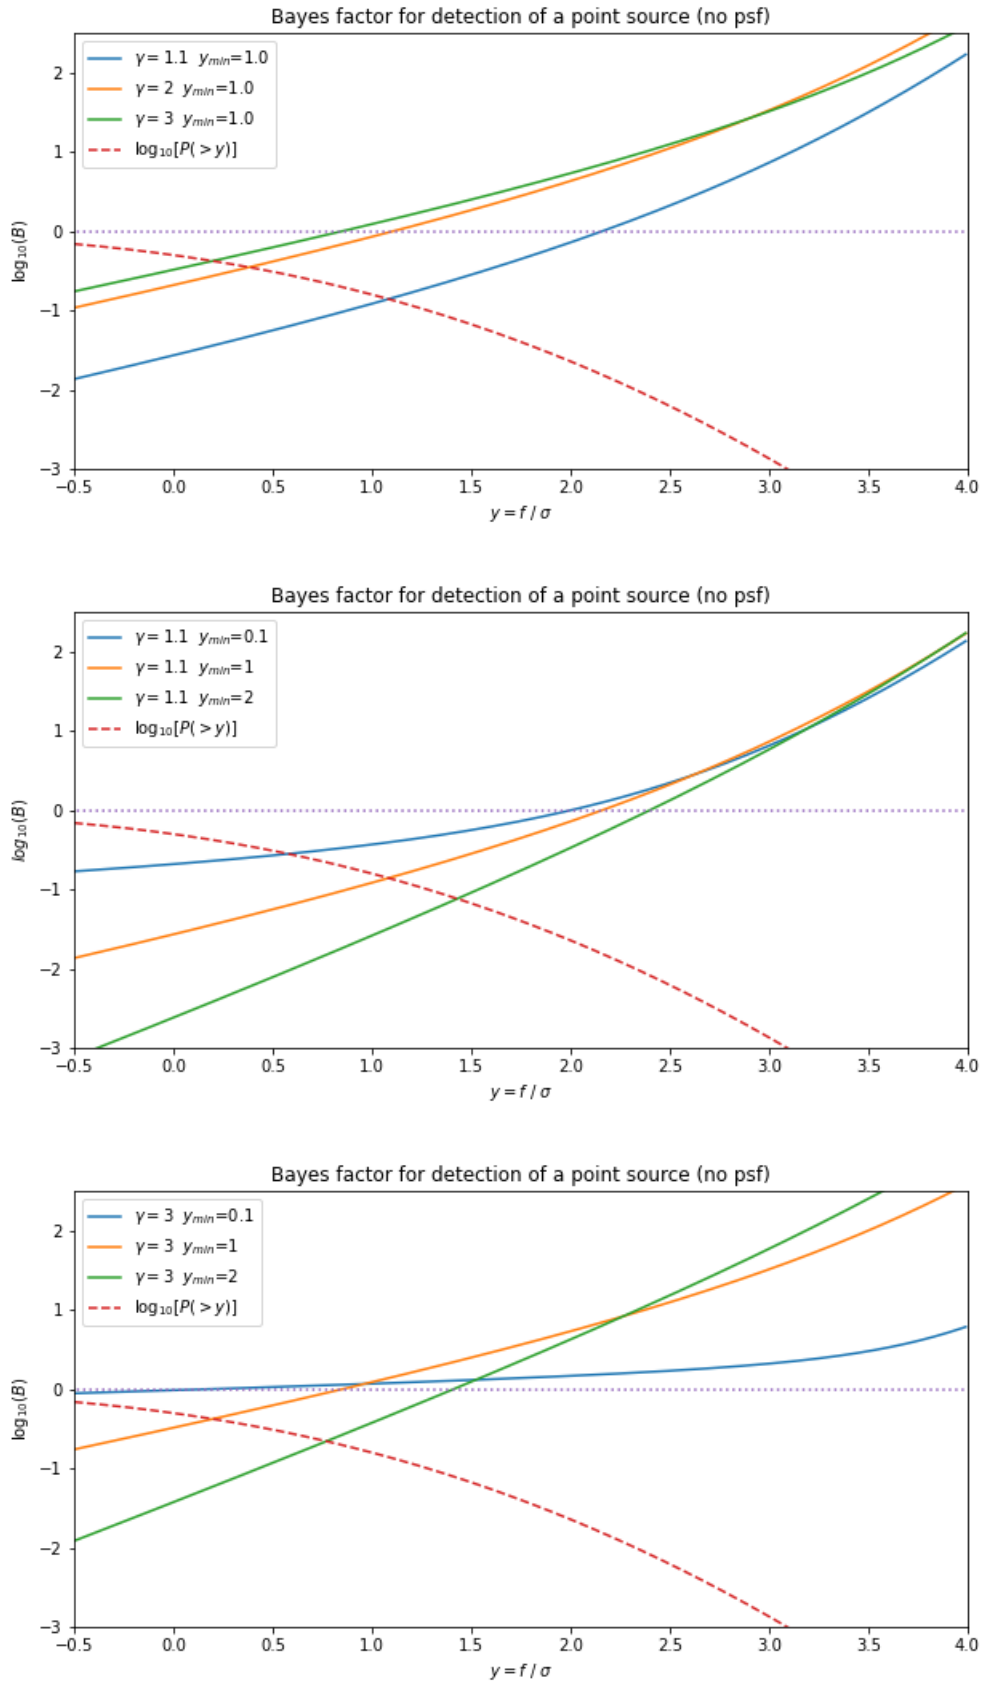 Bayes factor for detection of a point source (no psf)
γ = 1.1 y_min=1.0
γ = 2 y_min=1.0
γ = 3 y_min=1.0
log₁₀[P(>y)]
2
1
0
−1
−2
−3
log₁₀(B)
−0.5 0.0 0.5 1.0 1.5 2.0 2.5 3.0 3.5 4.0
y = f / σ
Bayes factor for detection of a point source (no psf)
γ = 1.1 y_min=0.1
γ = 1.1 y_min=1
γ = 1.1 y_min=2
log₁₀[P(>y)]
2
1
0
−1
−2
−3
log₁₀(B)
−0.5 0.0 0.5 1.0 1.5 2.0 2.5 3.0 3.5 4.0
y = f / σ
Bayes factor for detection of a point source (no psf)
γ = 3 y_min=0.1
γ = 3 y_min=1
γ = 3 y_min=2
log₁₀[P(>y)]
2
1
0
−1
−2
−3
log₁₀(B)
−0.5 0.0 0.5 1.0 1.5 2.0 2.5 3.0 3.5 4.0
y = f / σ